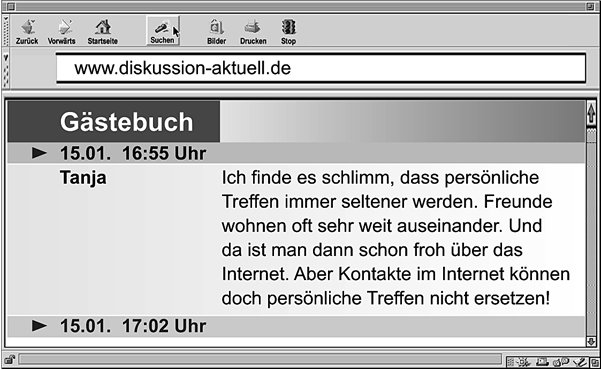 Zurück Vorwärts Startseite Suchen Bilder Drucken Stop
www.diskussion-aktuell.de
Gästebuch
15.01. 16:55 Uhr
Tanja
Ich finde es schlimm, dass persönliche
Treffen immer seltener werden. Freunde
wohnen oft sehr weit auseinander. Und
da ist man dann schon froh über das
Internet. Aber Kontakte im Internet können
doch persönliche Treffen nicht ersetzen!
15.01. 17:02 Uhr